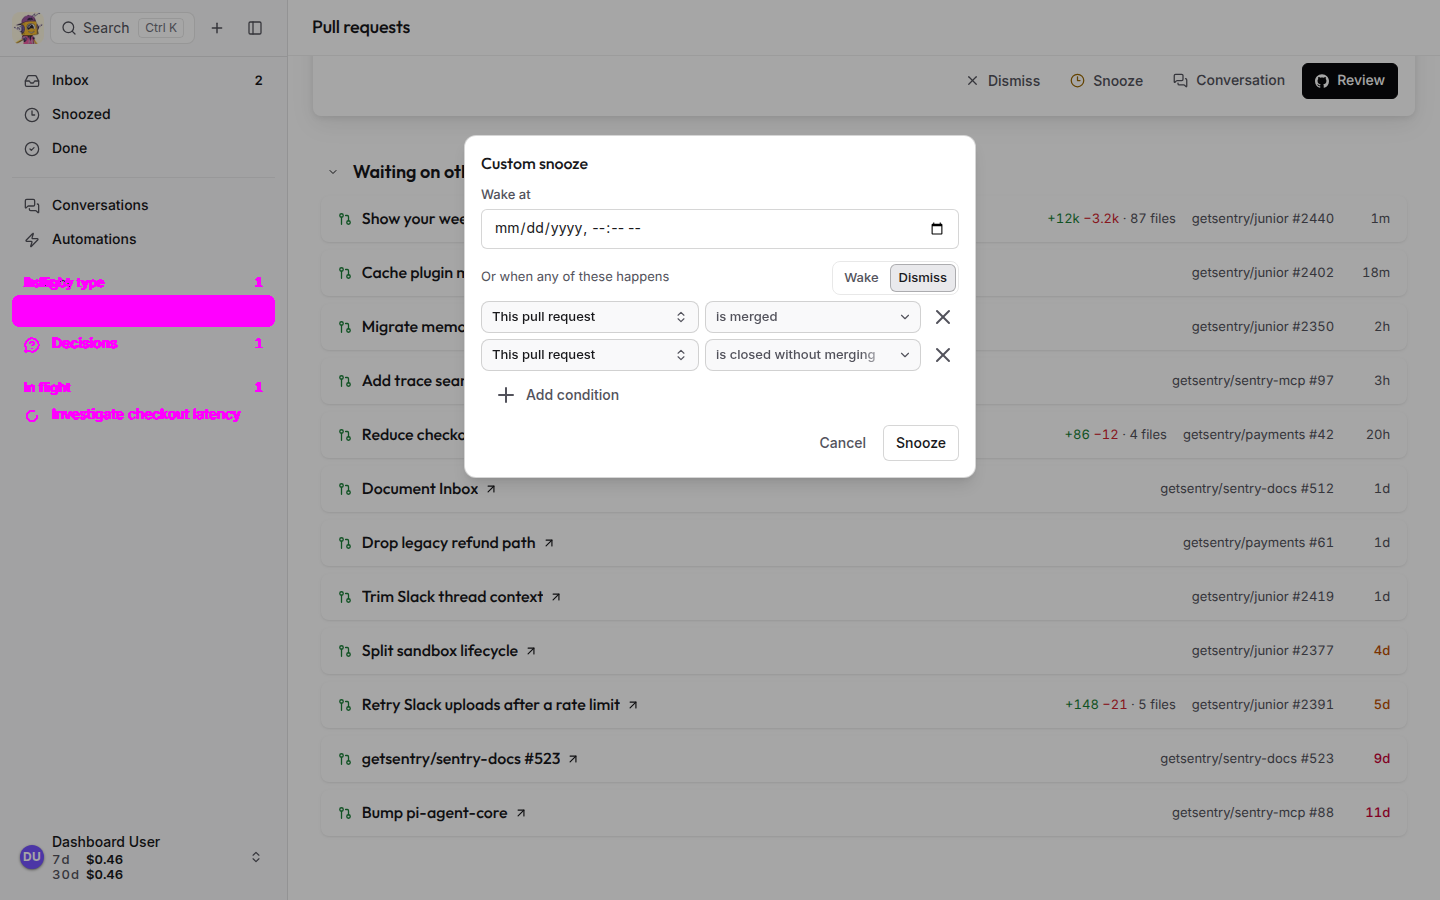 Search Ctrl K
Pull requests
Inbox 2
Snoozed
Done
Conversations
Automations
by type 1
Decisions 1
In flight 1
Investigate checkout latency
Dashboard User
DU
7d $0.46
30d $0.46
Dismiss Snooze Conversation Review
Waiting on
Show your +12k −3.2k · 87 files getsentry/junior #2440 1m
Cache plugin getsentry/junior #2402 18m
Migrate getsentry/junior #2350 2h
Add trace getsentry/sentry-mcp #97 3h
Reduce +86 −12 · 4 files getsentry/payments #42 20h
Document Inbox getsentry/sentry-docs #512 1d
Drop legacy refund path getsentry/payments #61 1d
Trim Slack thread context getsentry/junior #2419 1d
Split sandbox lifecycle getsentry/junior #2377 4d
Retry Slack uploads after a rate limit +148 −21 · 5 files getsentry/junior #2391 5d
getsentry/sentry-docs #523 getsentry/sentry-docs #523 9d
Bump pi-agent-core getsentry/sentry-mcp #88 11d
Custom snooze
Wake at
mm/dd/yyyy, --:-- --
Or when any of these happens Wake Dismiss
This pull request is merged
This pull request is closed without merging
Add condition
Cancel Snooze